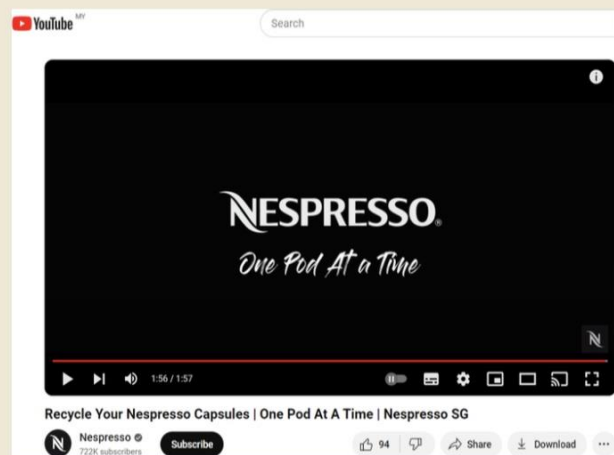 YouTube MY
Search
NESPRESSO®
One Pod At a Time
N
1:56 / 1:57
Recycle Your Nespresso Capsules | One Pod At A Time | Nespresso SG
N
Nespresso
722K subscribers
Subscribe
94
Share
Download